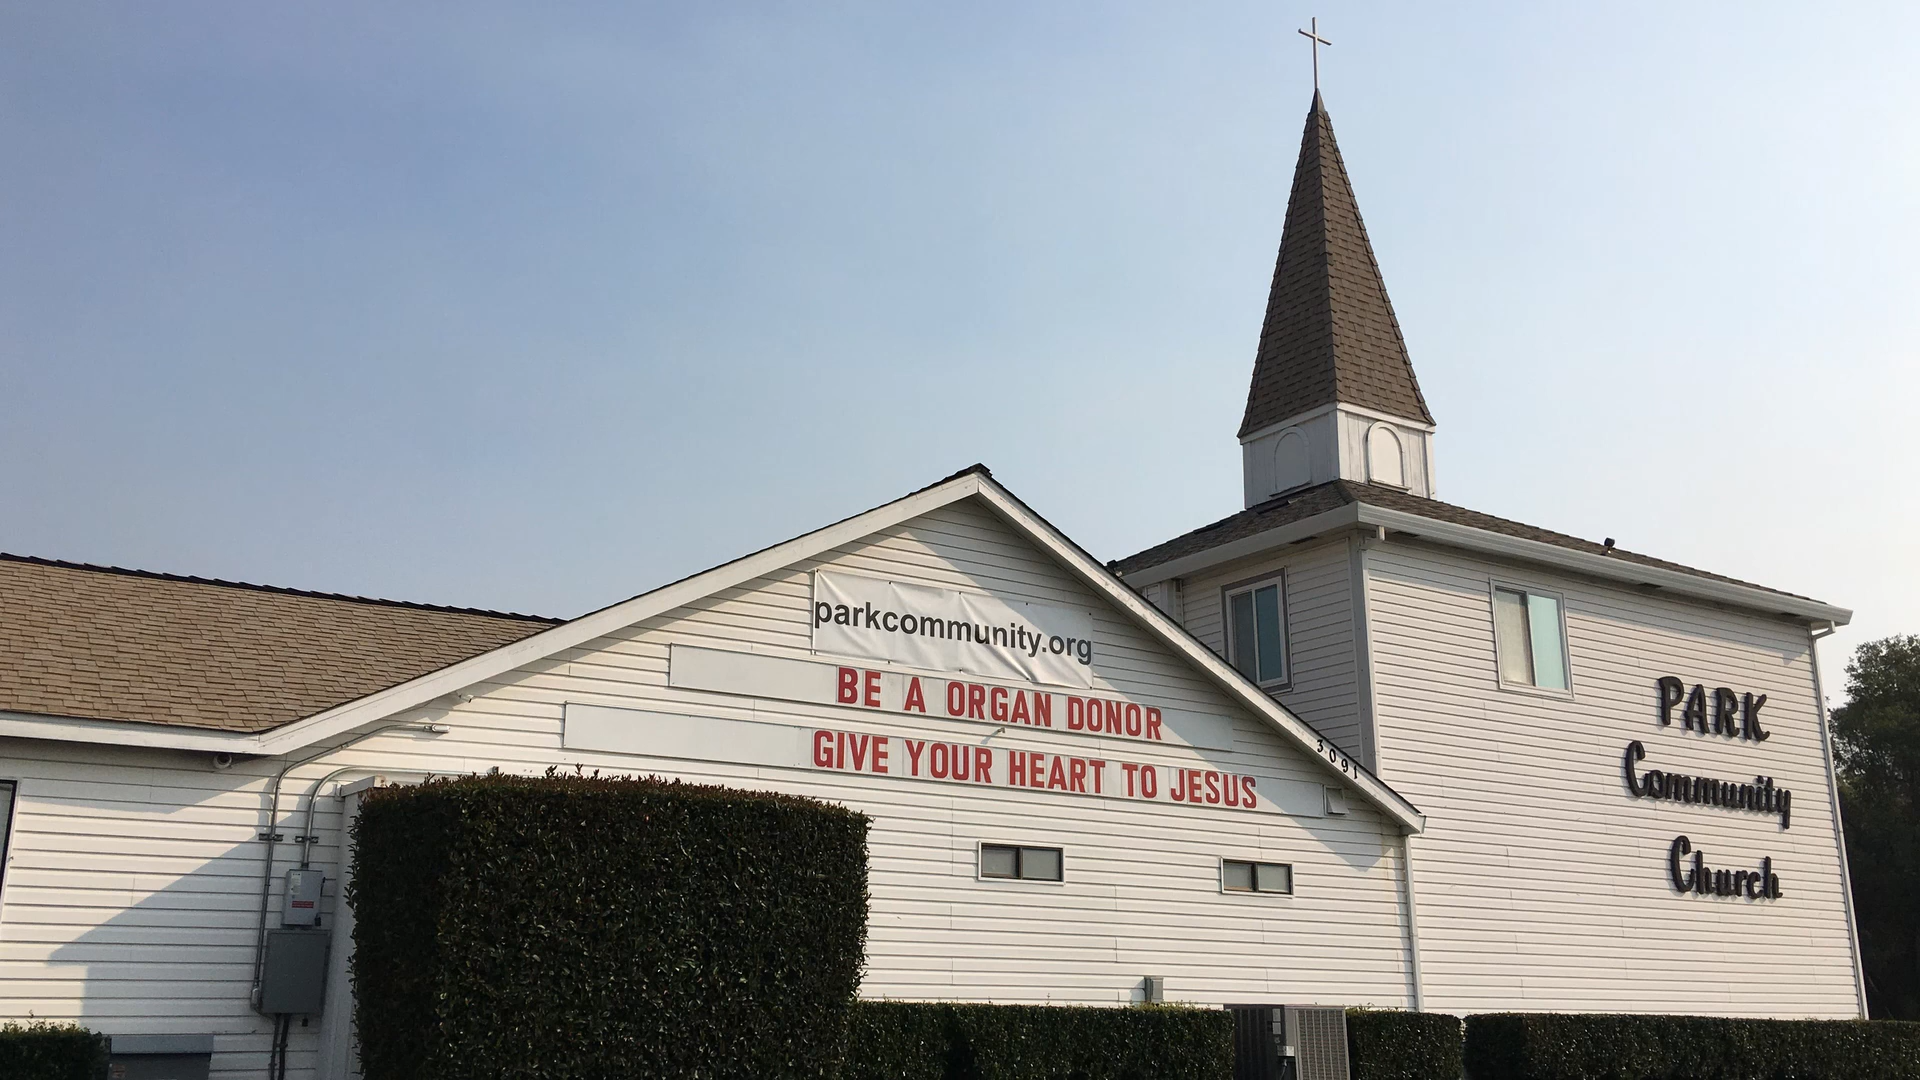 parkcommunity.org
BE A ORGAN DONOR
GIVE YOUR HEART TO JESUS
3091
PARK
Community
Church